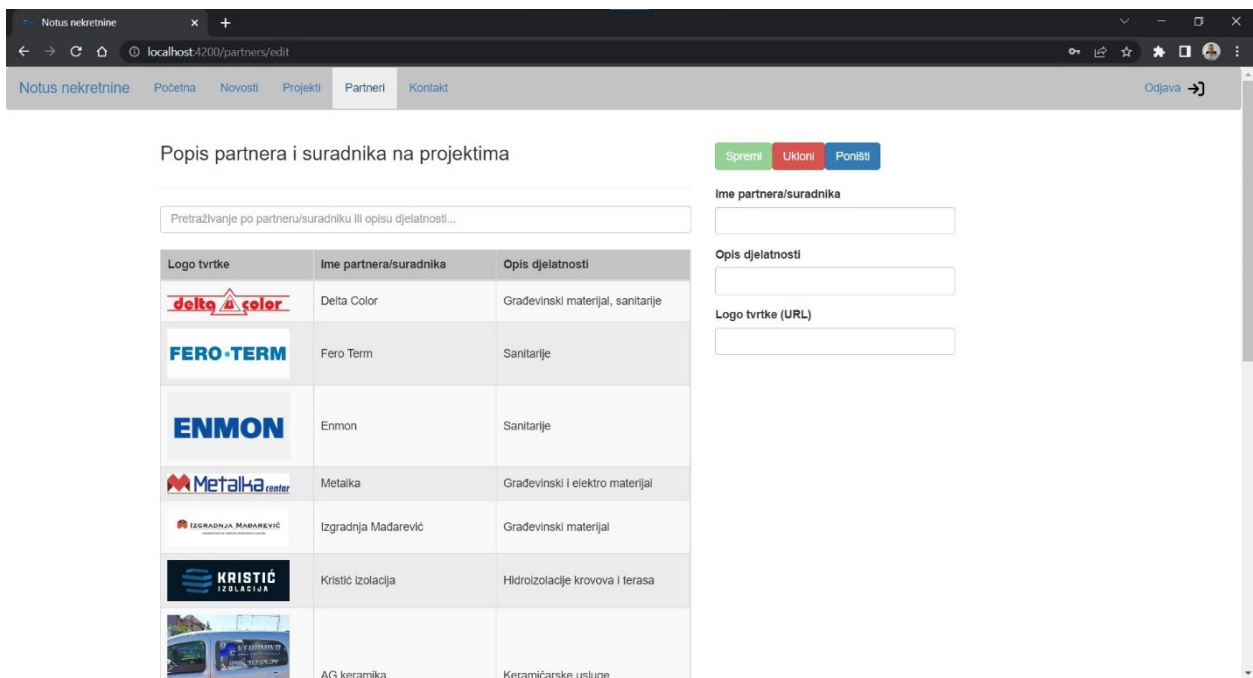 Notus nekretnine
localhost:4200/partners/edit
Notus nekretnine Početna Novosti Projekti Partneri Kontakt Odjava
Popis partnera i suradnika na projektima
Spremi Ukloni Poništi
Ime partnera/suradnika
Pretraživanje po partneru/suradniku ili opisu djelatnosti...
Opis djelatnosti
Logo tvrtke (URL)
Logo tvrtke Ime partnera/suradnika Opis djelatnosti
delta color Delta Color Građevinski materijal, sanitarije
FERO·TERM Fero Term Sanitarije
ENMON Enmon Sanitarije
Metalka centar Metalka Građevinski i elektro materijal
IZGRADNJA MAĐAREVIĆ Izgradnja Mađarević Građevinski materijal
KRISTIĆ
IZOLACIJA Kristić izolacija Hidroizolacije krovova i terasa
KERAMIKA
AG keramika Keramičarske usluge